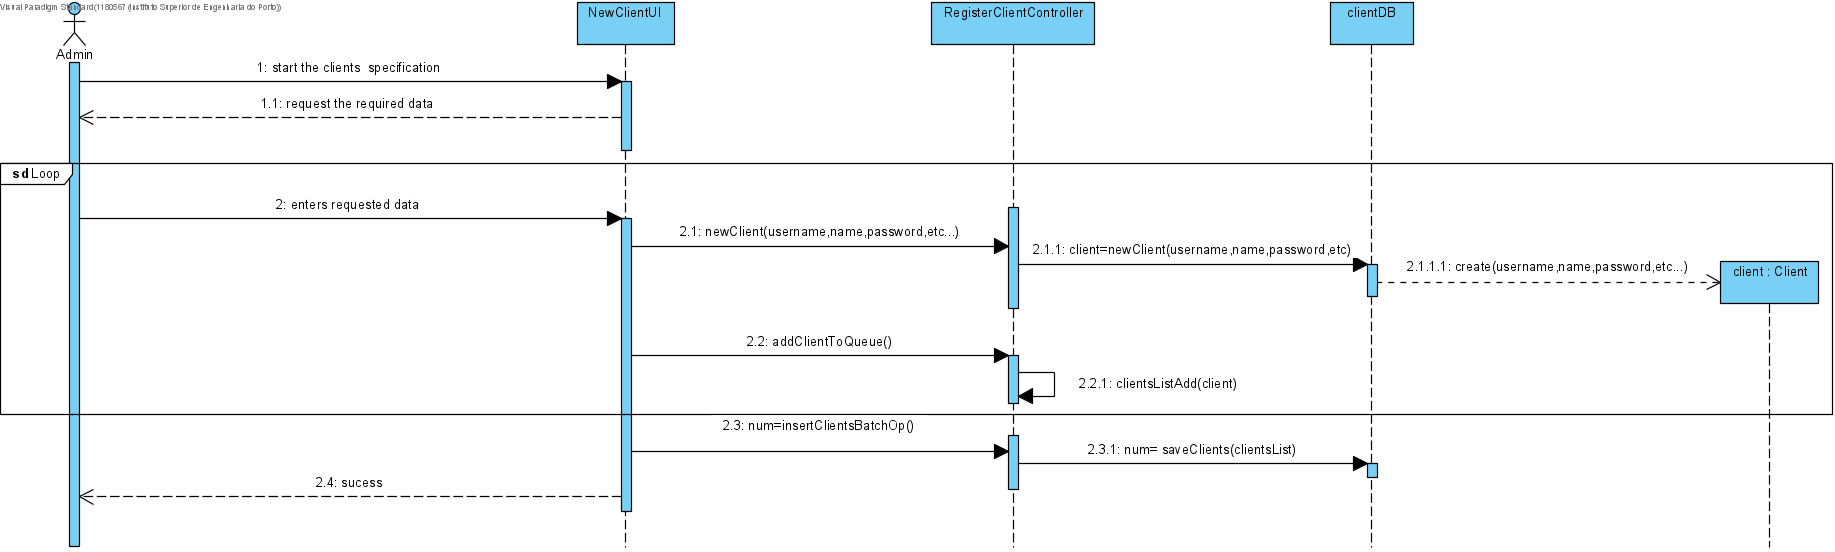 Visual Paradigm Standard(1180567(Instituto Superior de Engenharia do Porto))
NewClientUI
RegisterClientController
clientDB
Admin
1: start the clients  specification
1.1: request the required data
sd Loop
2: enters requested data
2.1: newClient(username,name,password,etc...)
2.1.1: client=newClient(username,name,password,etc)
2.1.1.1: create(username,name,password,etc...)
client : Client
2.2: addClientToQueue()
2.2.1: clientsListAdd(client)
2.3: num=insertClientsBatchOp()
2.3.1: num= saveClients(clientsList)
2.4: sucess